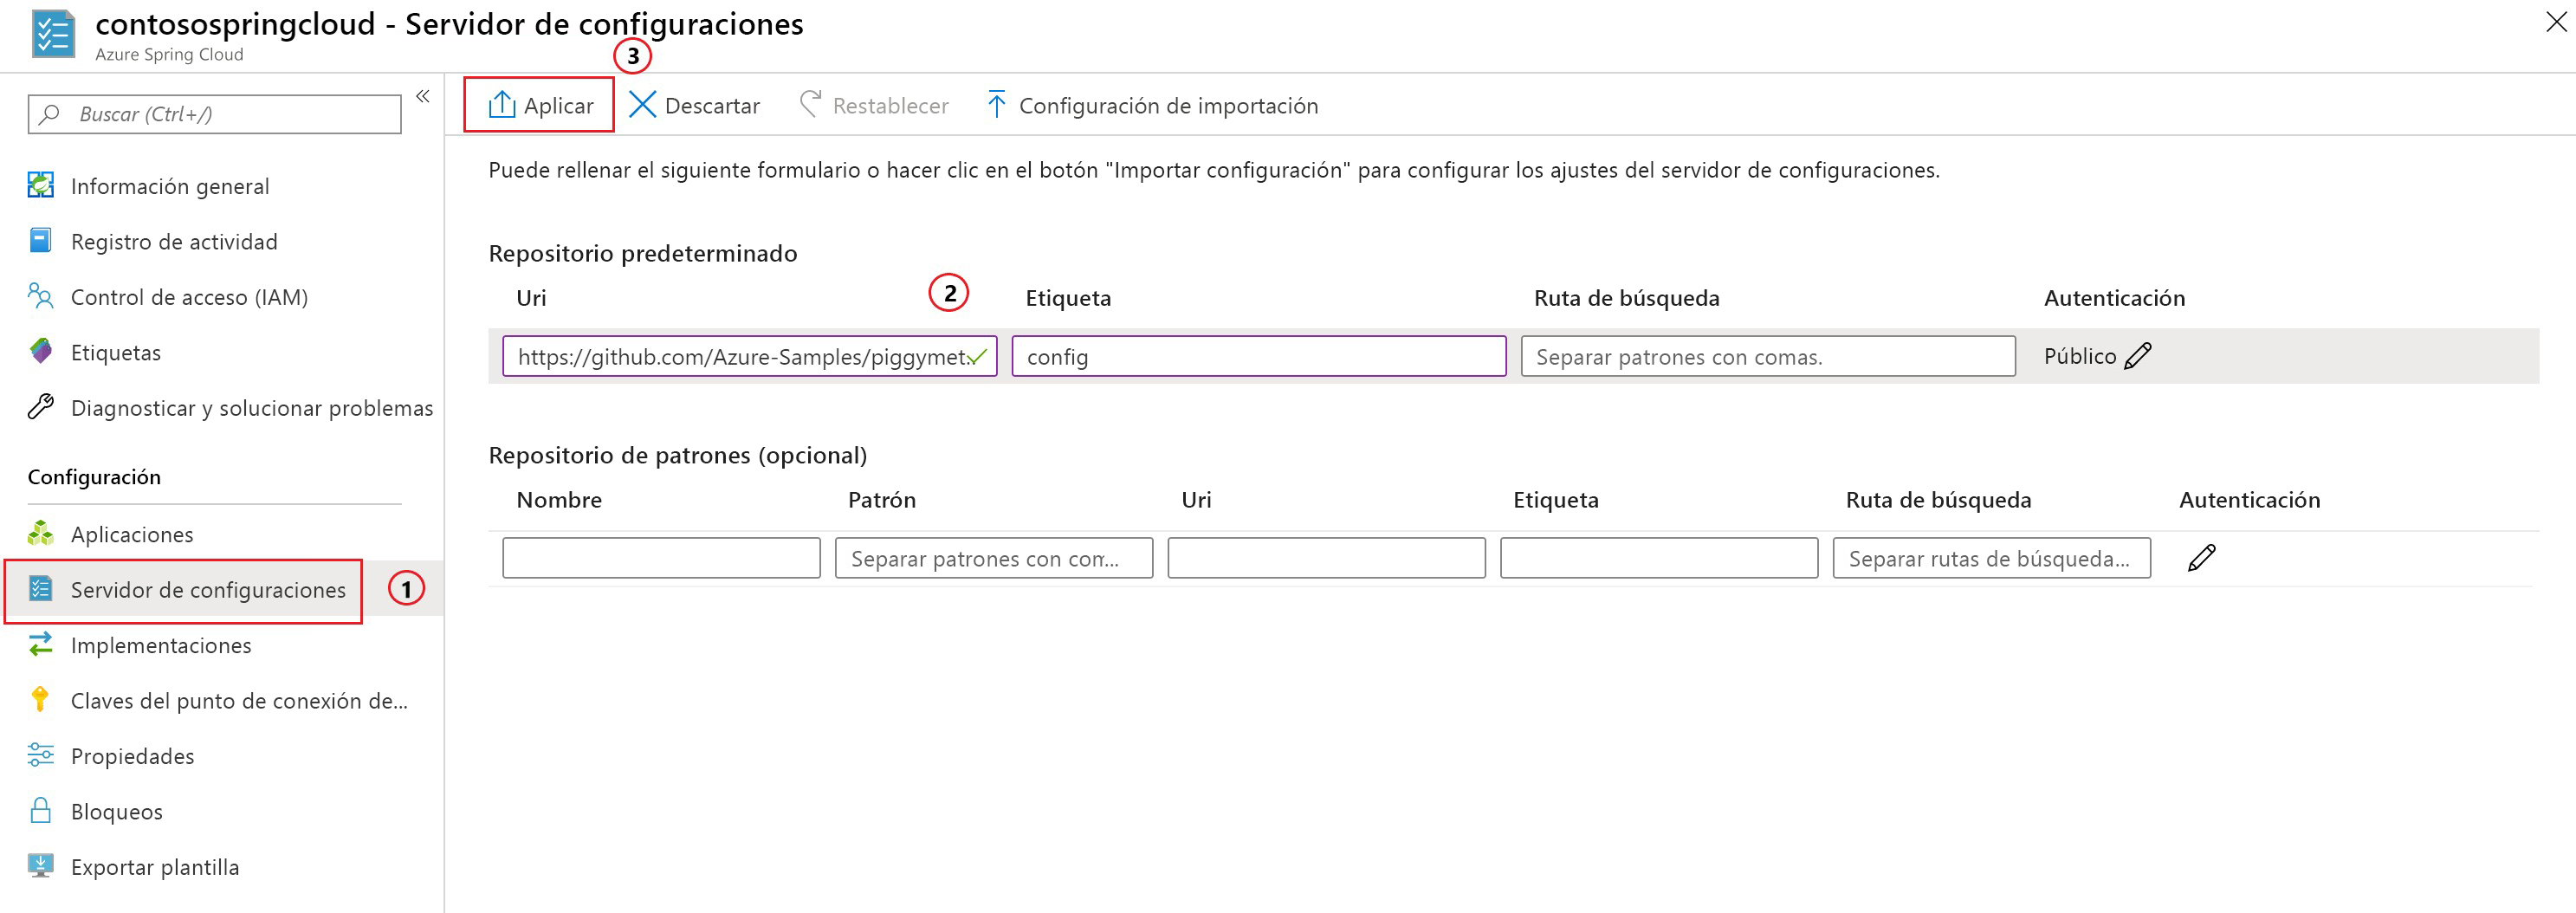 contosospringcloud - Servidor de configuraciones
Azure Spring Cloud
3
Buscar (Ctrl+/)
«
Aplicar
Descartar
Restablecer
Configuración de importación
Puede rellenar el siguiente formulario o hacer clic en el botón "Importar configuración" para configurar los ajustes del servidor de configuraciones.
Información general
Registro de actividad
Control de acceso (IAM)
Etiquetas
Diagnosticar y solucionar problemas
Configuración
Aplicaciones
Servidor de configuraciones
1
Implementaciones
Claves del punto de conexión de...
Propiedades
Bloqueos
Exportar plantilla
Repositorio predeterminado
2
Uri Etiqueta Ruta de búsqueda Autenticación
https://github.com/Azure-Samples/piggymet. config Separar patrones con comas. Público
Repositorio de patrones (opcional)
Nombre Patrón Uri Etiqueta Ruta de búsqueda Autenticación
Separar patrones con com... Separar rutas de búsqueda...